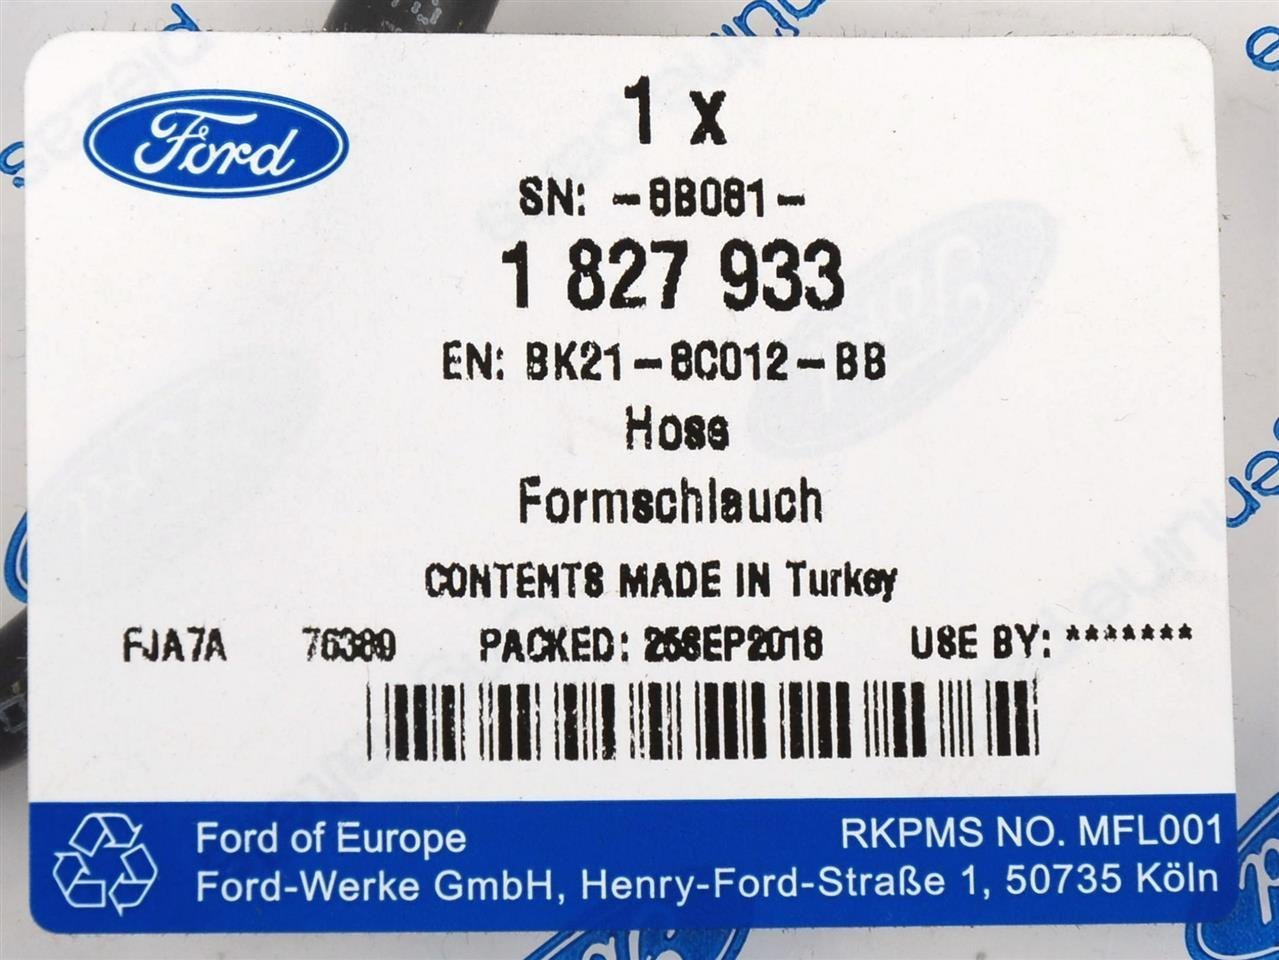 Ford
1 x
SN: -8B081-
1 827 933
EN: BK21-8C012-BB
Hose
Formschlauch
CONTENTS MADE IN Turkey
FJA7A 76389 PACKED: 25SEP2018 USE BY: *******
Ford of Europe
RKPMS NO. MFL001
Ford-Werke GmbH, Henry-Ford-Straße 1, 50735 Köln